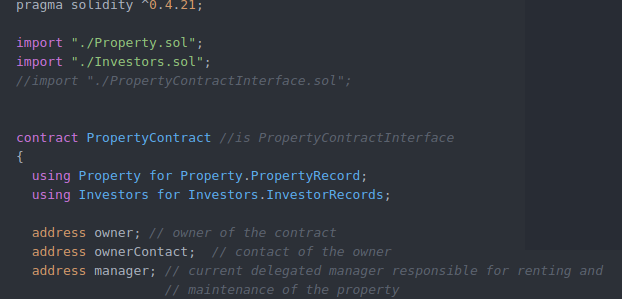 pragma solidity ^0.4.21;
import "./Property.sol";
import "./Investors.sol";
//import "./PropertyContractInterface.sol";
contract PropertyContract //is PropertyContractInterface
{
using Property for Property.PropertyRecord;
using Investors for Investors.InvestorRecords;
address owner; // owner of the contract
address ownerContact;  // contact of the owner
address manager; // current delegated manager responsible for renting and
// maintenance of the property